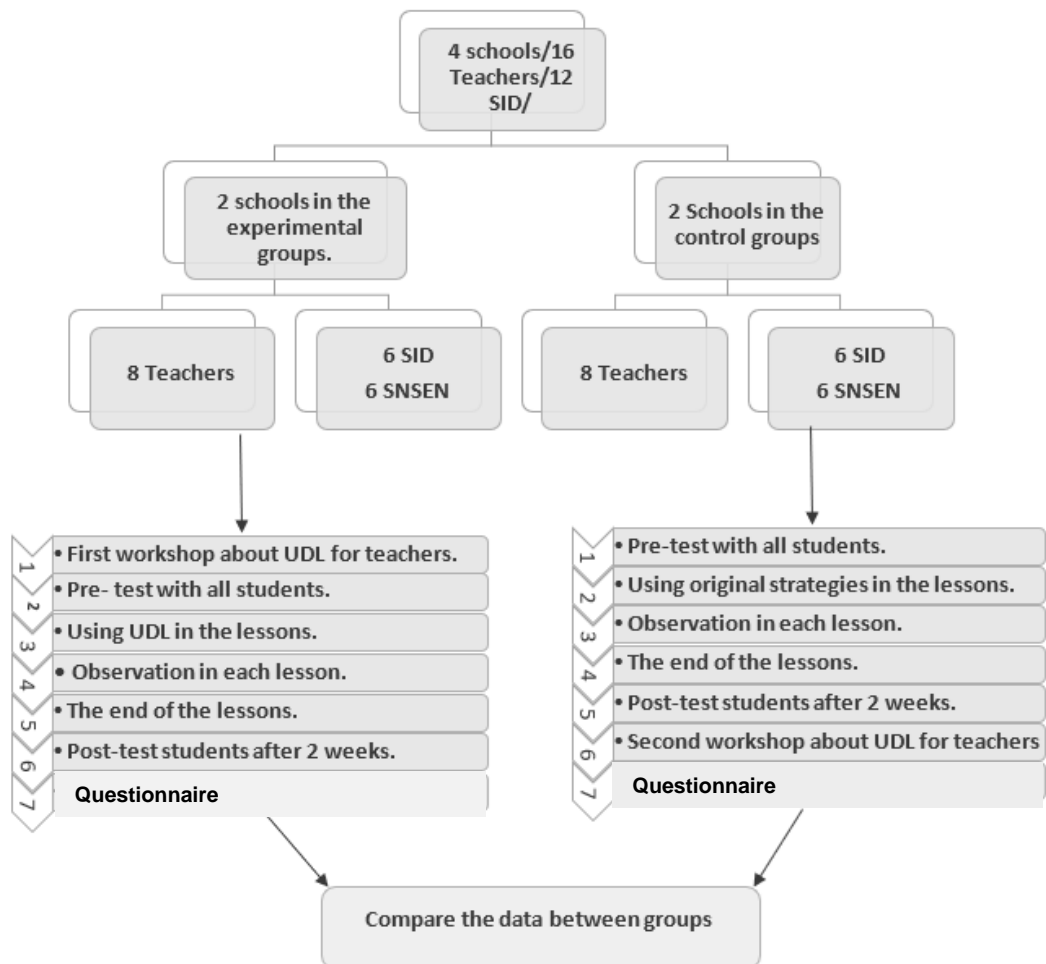 4 schools/16
Teachers/12
SID/
2 schools in the
experimental
groups.
2 Schools in the
control groups
8 Teachers
6 SID
6 SNSEN
8 Teachers
6 SID
6 SNSEN
1 • First workshop about UDL for teachers.
2 • Pre- test with all students.
3 • Using UDL in the lessons.
4 • Observation in each lesson.
5 • The end of the lessons.
6 • Post-test students after 2 weeks.
7 Questionnaire
1 • Pre-test with all students.
2 • Using original strategies in the lessons.
3 • Observation in each lesson.
4 • The end of the lessons.
5 • Post-test students after 2 weeks.
6 • Second workshop about UDL for teachers
7 Questionnaire
Compare the data between groups